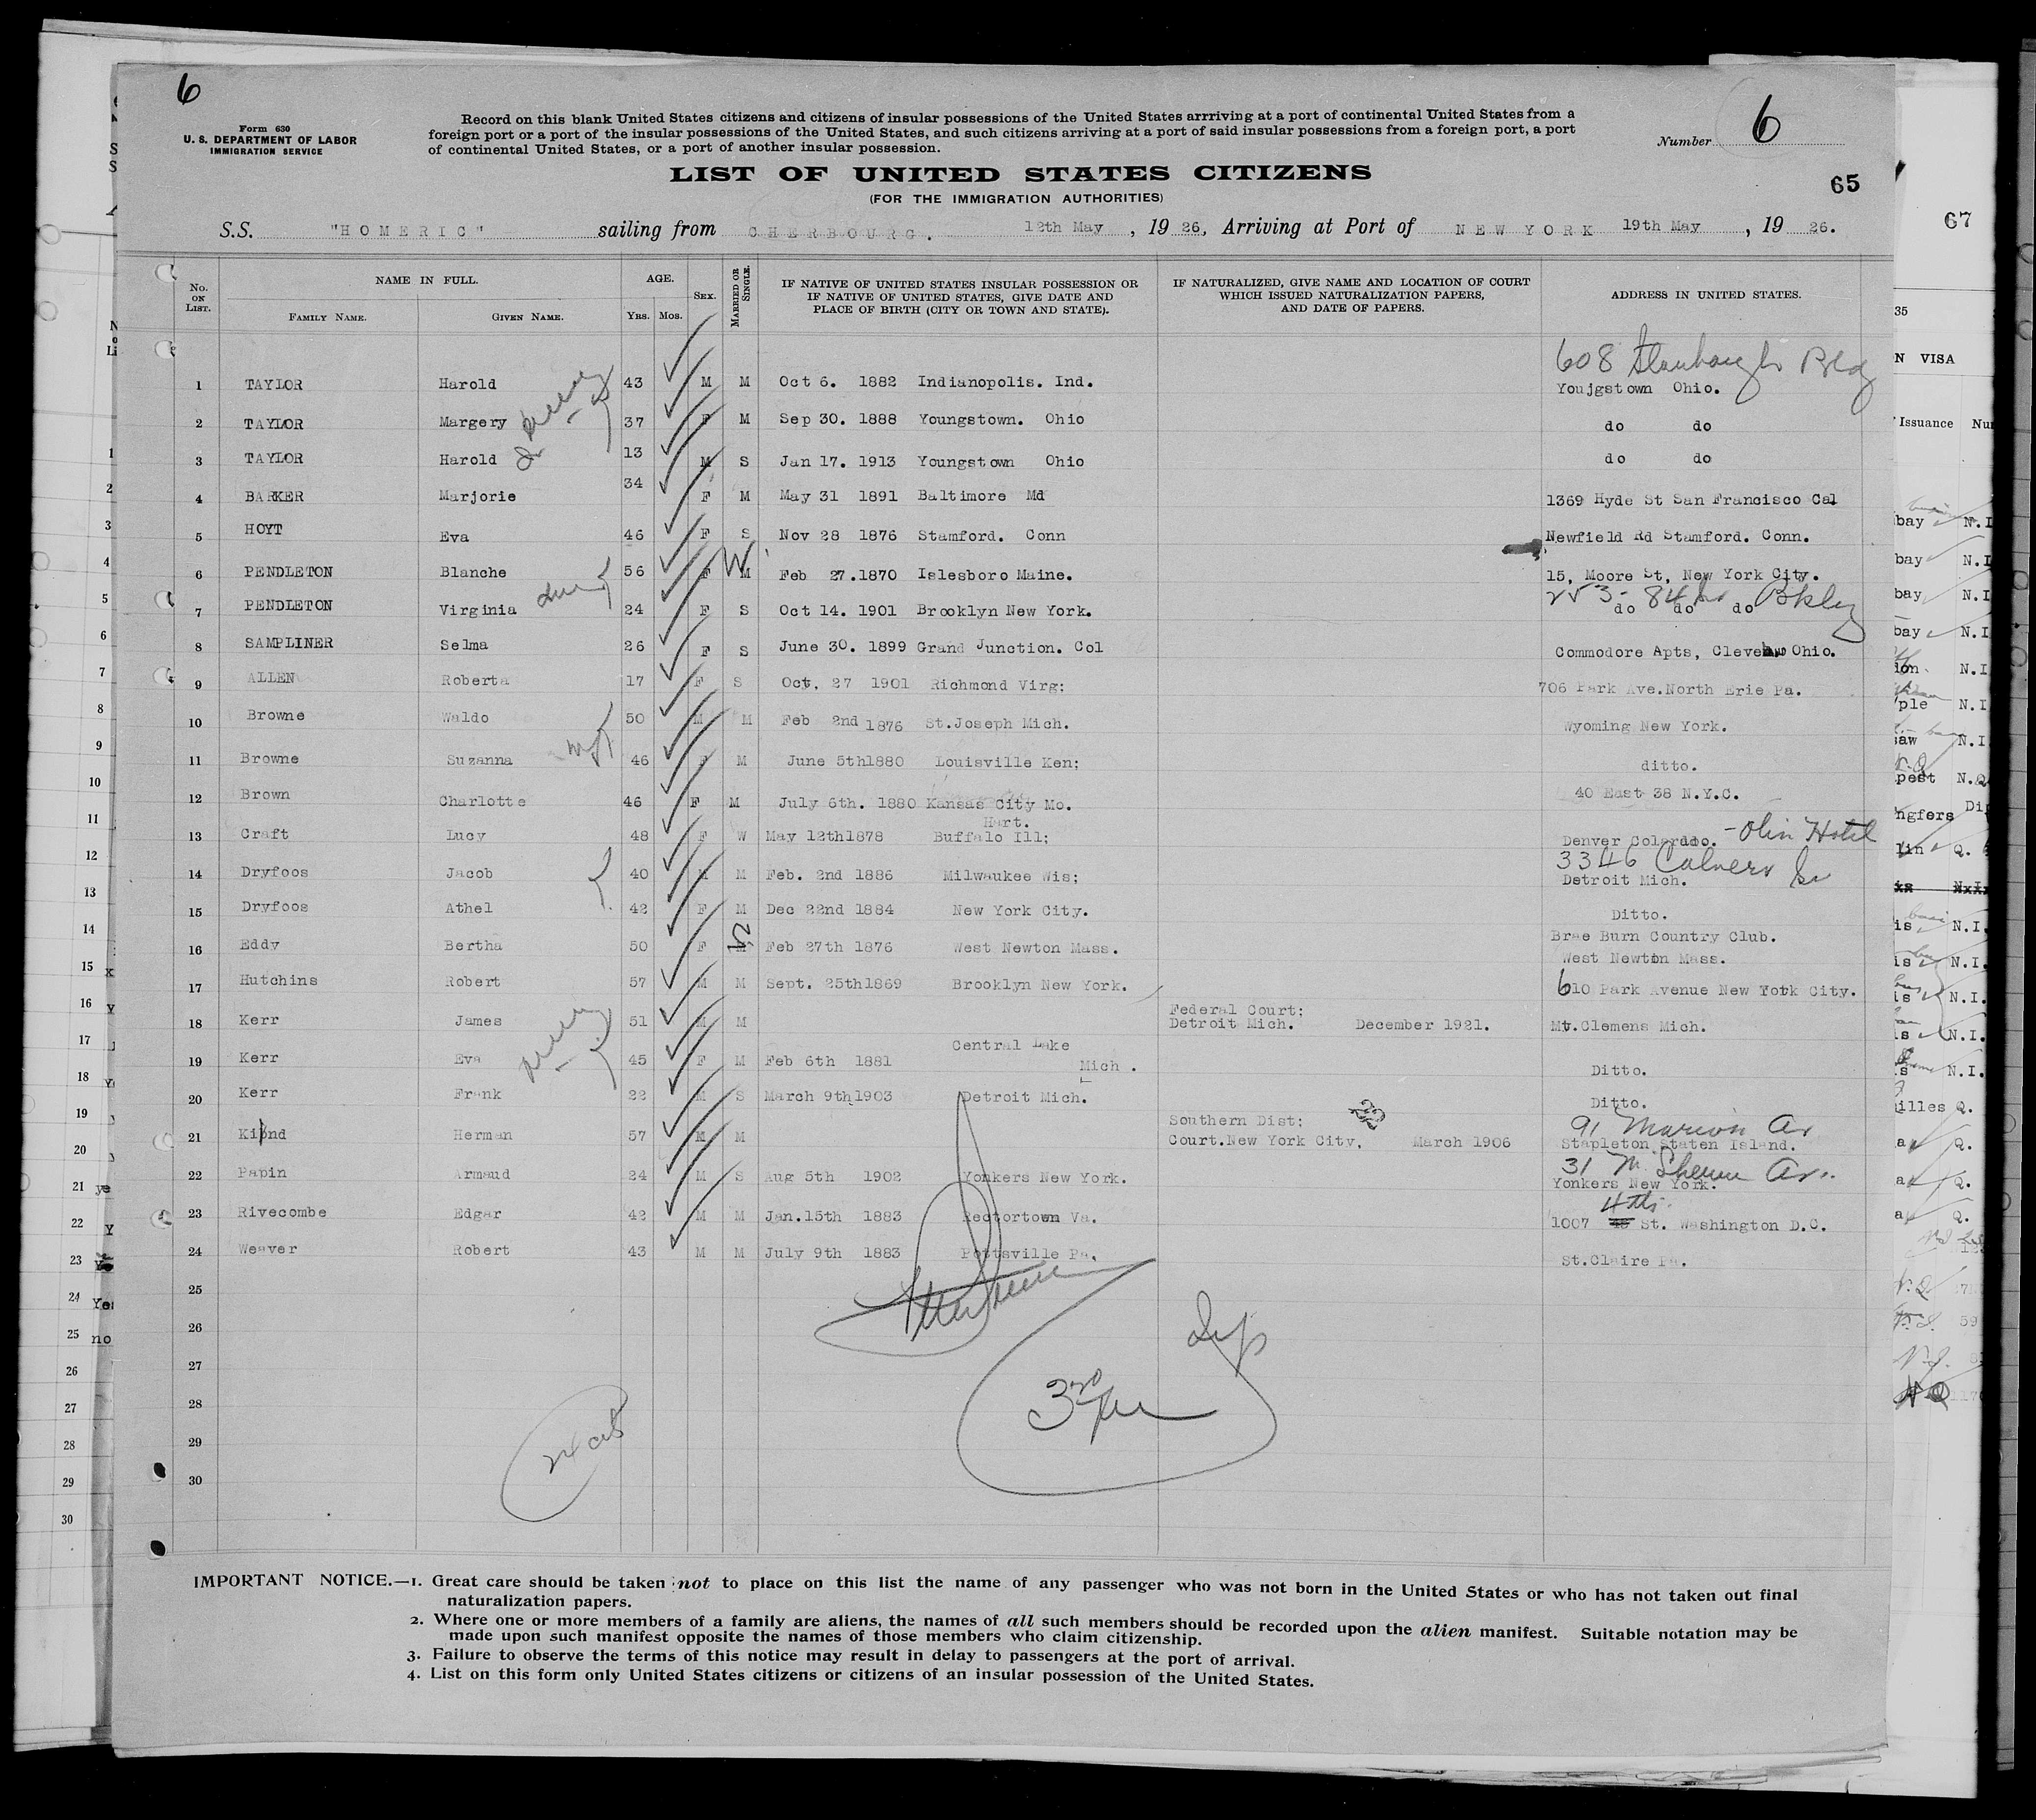 6
Form 630
U. S. DEPARTMENT OF LABOR
IMMIGRATION SERVICE
Record on this blank United States citizens and citizens of insular possessions of the United States arrriving at a port of continental United States from a
foreign port or a port of the insular possessions of the United States, and such citizens arriving at a port of said insular possessions from a foreign port, a port
of continental United States, or a port of another insular possession.
Number 6
LIST OF UNITED STATES CITIZENS
65
(FOR THE IMMIGRATION AUTHORITIES)
67
S.S. "HOMERIC" sailing from CHERBOURG. 12th May, 19 26, Arriving at Port of NEW YORK 19th May, 19 26.
No. ON LIST. NAME IN FULL. FAMILY NAME. GIVEN NAME. AGE. Yrs. Mos. SEX. MARRIED OR SINGLE. IF NATIVE OF UNITED STATES INSULAR POSSESSION OR IF NATIVE OF UNITED STATES, GIVE DATE AND PLACE OF BIRTH (CITY OR TOWN AND STATE). IF NATURALIZED, GIVE NAME AND LOCATION OF COURT WHICH ISSUED NATURALIZATION PAPERS, AND DATE OF PAPERS. ADDRESS IN UNITED STATES.
608 Bldg
1 TAYLOR Harold 43 M M Oct 6. 1882 Indianopolis. Ind. Youjgstown Ohio.
2 TAYLOR Margery 37 F M Sep 30. 1888 Youngstown. Ohio do do
3 TAYLOR Harold Jr 13 M S Jan 17. 1913 Youngstown Ohio do do
4 BARKER Marjorie 34 F M May 31 1891 Baltimore Md 1369 Hyde St San Francisco Cal
5 HOYT Eva 46 F S Nov 28 1876 Stamford. Conn Newfield Rd Stamford. Conn.
6 PENDLETON Blanche 56 F M W Feb 27.1870 Islesboro Maine. 15, Moore St, New York City.
253- 84 Bklyn
7 PENDLETON Virginia 24 F S Oct 14. 1901 Brooklyn New York. do do do
8 SAMPLINER Selma 26 F S June 30. 1899 Grand Junction. Col Commodore Apts, Cleve Ohio.
9 ALLEN Roberta 17 F S Oct, 27 1901 Richmond Virg: 706 Park Ave.North Erie Pa.
10 Browne Waldo 50 M M Feb 2nd 1876 St.Joseph Mich. Wyoming New York.
11 Browne Suzanna 46 F M June 5th1880 Louisville Ken: ditto.
12 Brown Charlotte 46 F M July 6th. 1880 Kansas City Mo. 40 East 38 N.Y.C.
Hart.
13 Craft Lucy 48 F W May 12th1878 Buffalo Ill; Denver Colardo. - Olin Hotel
3346
14 Dryfoos Jacob 40 M M Feb. 2nd 1886 Milwaukee Wis; Detroit Mich.
15 Dryfoos Athel 42 F M Dec 22nd 1884 New York City. Ditto.
16 Eddy Bertha 50 F S Feb 27th 1876 West Newton Mass. Brae Burn Country Club.
West Newton Mass.
17 Hutchins Robert 57 M M Sept. 25th1869 Brooklyn New York. 610 Park Avenue New York City.
Federal Court;
18 Kerr James 51 M M Detroit Mich. December 1921. Mt.Clemens Mich.
Central Lake
19 Kerr Eva 45 F M Feb 6th 1881 Mich. Ditto.
20 Kerr Frank 22 M S March 9th1903 Detroit Mich. Ditto.
Southern Dist; 91 Marion Av
21 Kiond Herman 57 M M Court.New York City, March 1906 Stapleton Staten Island.
31
22 Papin Armaud 24 M S Aug 5th 1902 Yonkers New York. Yonkers New York.
4th
23 Rivecombe Edgar 42 M M Jan.15th 1883 Rectortown Va. 1007 St. Washington D.C.
24 Weaver Robert 43 M M July 9th 1883 Pottsville Pa. St.Claire Pa.
25
26
27
28
29
30
IMPORTANT NOTICE.—1. Great care should be taken not to place on this list the name of any passenger who was not born in the United States or who has not taken out final
naturalization papers.
2. Where one or more members of a family are aliens, the names of all such members should be recorded upon the alien manifest. Suitable notation may be
made upon such manifest opposite the names of those members who claim citizenship.
3. Failure to observe the terms of this notice may result in delay to passengers at the port of arrival.
4. List on this form only United States citizens or citizens of an insular possession of the United States.